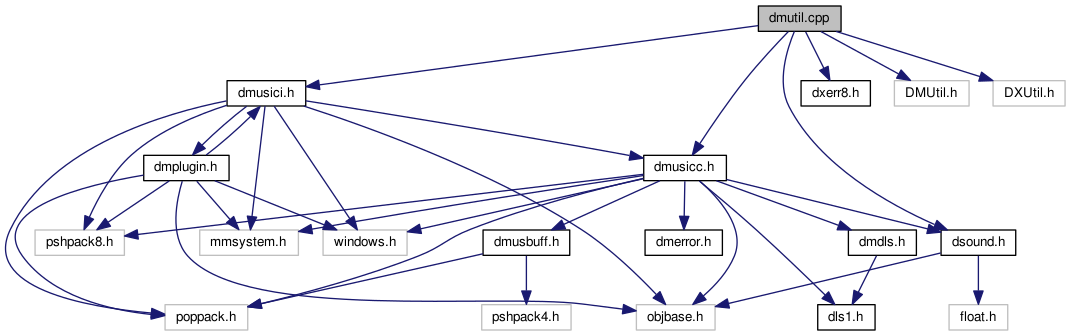 dmutil.cpp
dmusici.h
dxerr8.h
DMUtil.h
DXUtil.h
dmplugin.h
dmusicc.h
pshpack8.h
mmsystem.h
windows.h
dmusbuff.h
dmerror.h
dmdls.h
dsound.h
poppack.h
pshpack4.h
objbase.h
dls1.h
float.h